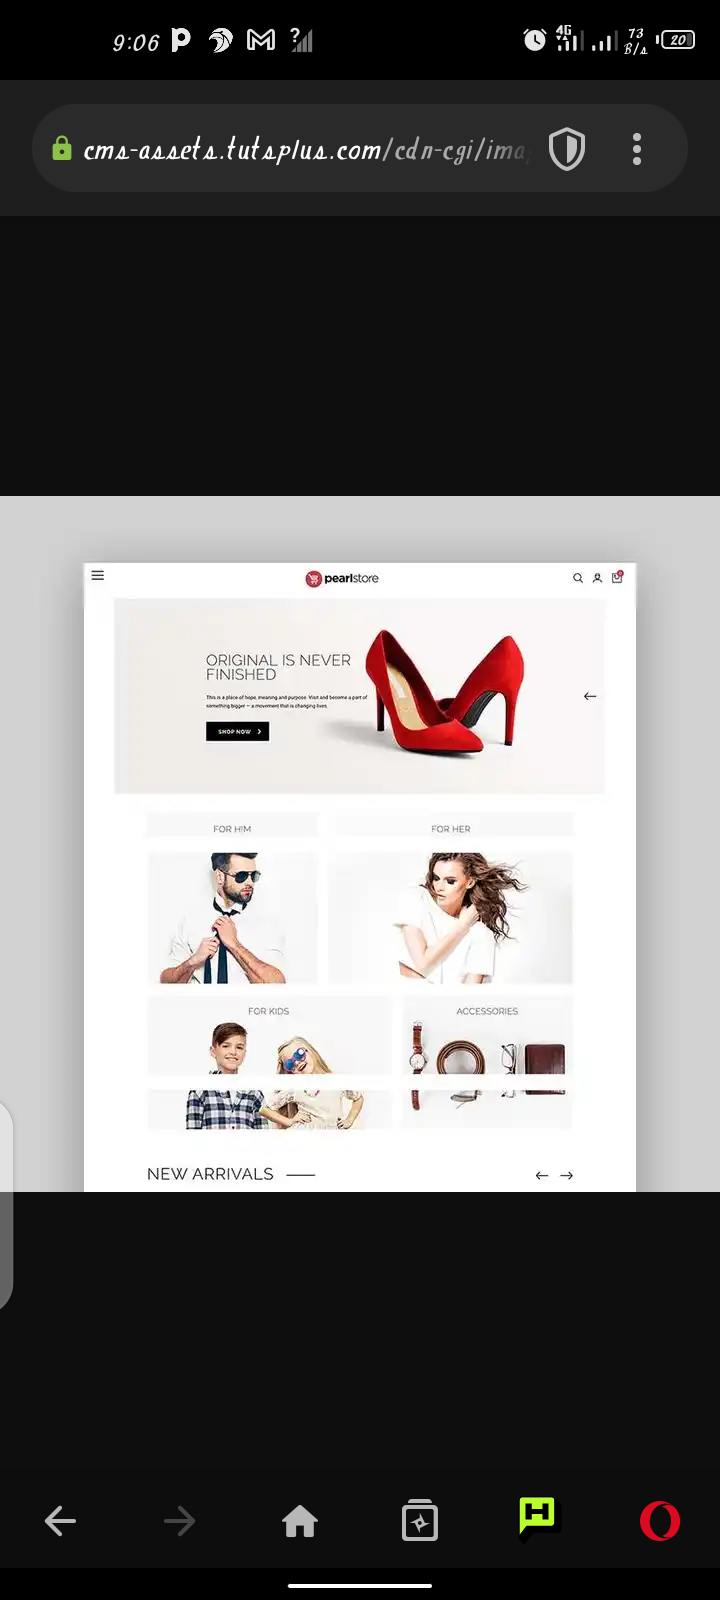 9:06
?
4G
73
B/s
20
cms-assets.tutsplus.com/cdn-cgi/ima
pearlstore
0
ORIGINAL IS NEVER
FINISHED
This is a place of hope, meaning and purpose. Visit and become a part of
something bigger – a movement that is changing lives.
SHOP NOW
FOR HIM
FOR HER
FOR KIDS
ACCESSORIES
NEW ARRIVALS